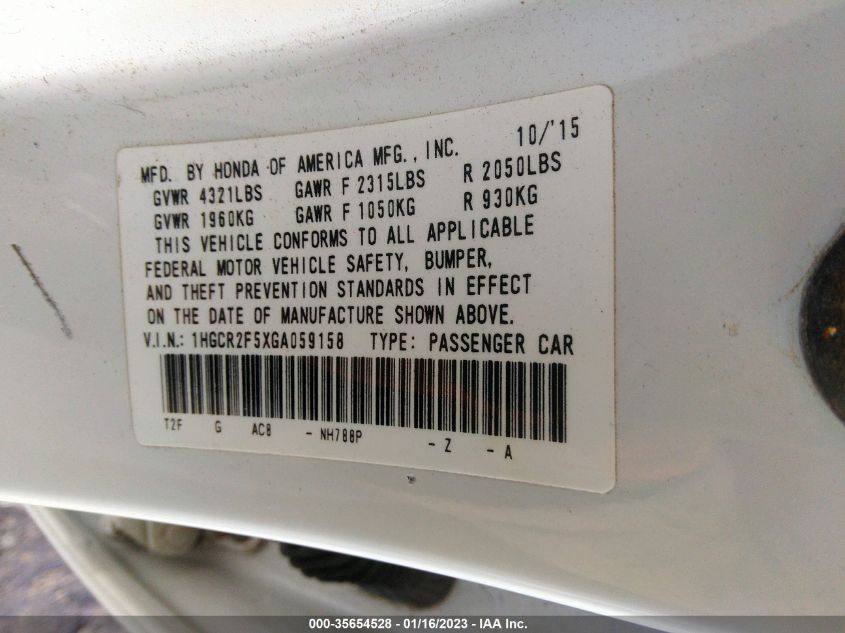 10/'15
MFD. BY HONDA OF AMERICA MFG., INC.
GVWR 4321LBS GAWR F 2315LBS R 2050LBS
GVWR 1960KG GAWR F 1050KG R 930KG
THIS VEHICLE CONFORMS TO ALL APPLICABLE
FEDERAL MOTOR VEHICLE SAFETY, BUMPER,
AND THEFT PREVENTION STANDARDS IN EFFECT
ON THE DATE OF MANUFACTURE SHOWN ABOVE.
V.I.N.: 1HGCR2F5XGA059158 TYPE: PASSENGER CAR
T2F G AC8 - NH788P - Z - A
000-35654528 - 01/16/2023 - IAA Inc.